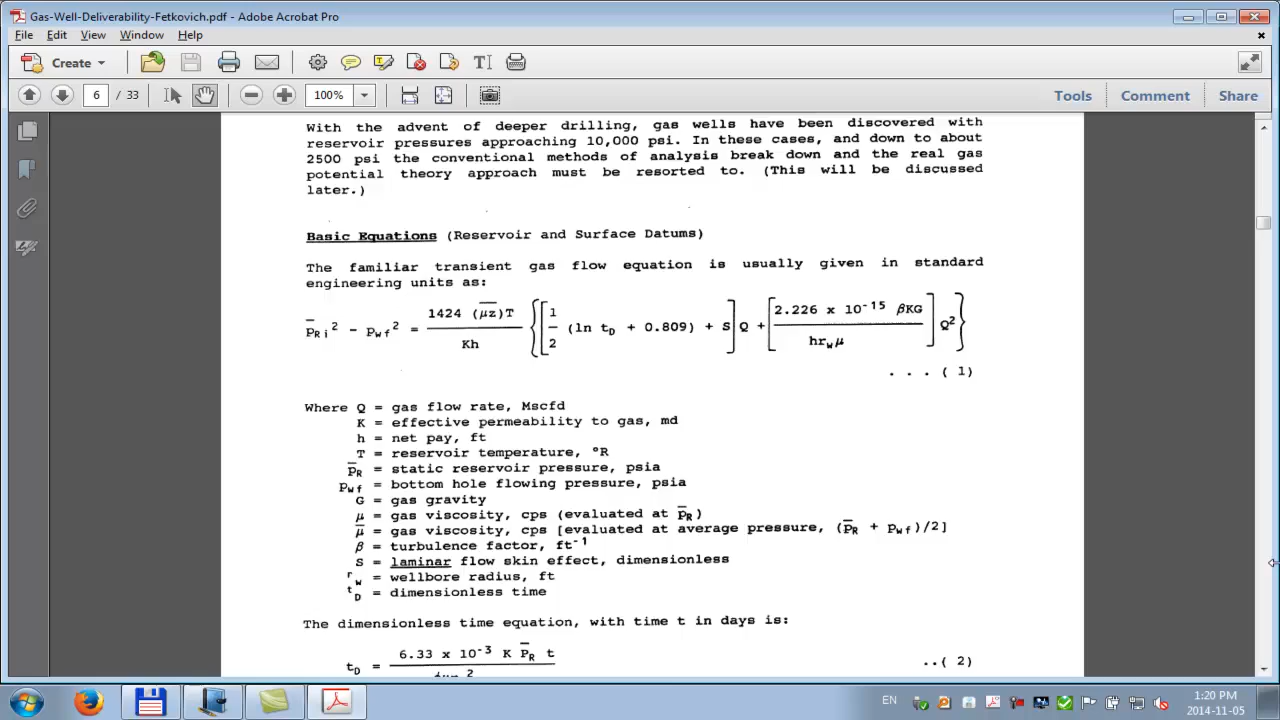 Gas-Well-Deliverability-Fetkovich.pdf - Adobe Acrobat Pro
File Edit View Window Help
Create
6 / 33 100% Tools Comment Share
With the advent of deeper drilling, gas wells have been discovered with
reservoir pressures approaching 10,000 psi. In these cases, and down to about
2500 psi the conventional methods of analysis break down and the real gas
potential theory approach must be resorted to. (This will be discussed
later.)
Basic Equations (Reservoir and Surface Datums)
The familiar transient gas flow equation is usually given in standard
engineering units as:
p̄Ri² - pwf² = 1424 (μ̄z̄)T / Kh {[1/2 (ln tD + 0.809) + S] Q + [2.226 x 10⁻¹⁵ βKG / hrwμ] Q²}
. . . ( 1)
Where Q = gas flow rate, Mscfd
K = effective permeability to gas, md
h = net pay, ft
T = reservoir temperature, °R
p̄R = static reservoir pressure, psia
pwf = bottom hole flowing pressure, psia
G = gas gravity
μ = gas viscosity, cps (evaluated at p̄R)
μ̄ = gas viscosity, cps [evaluated at average pressure, (p̄R + pwf)/2]
β = turbulence factor, ft⁻¹
S = laminar flow skin effect, dimensionless
rw = wellbore radius, ft
tD = dimensionless time
The dimensionless time equation, with time t in days is:
tD = 6.33 x 10⁻³ K p̄R t ..( 2)
EN 1:20 PM
2014-11-05